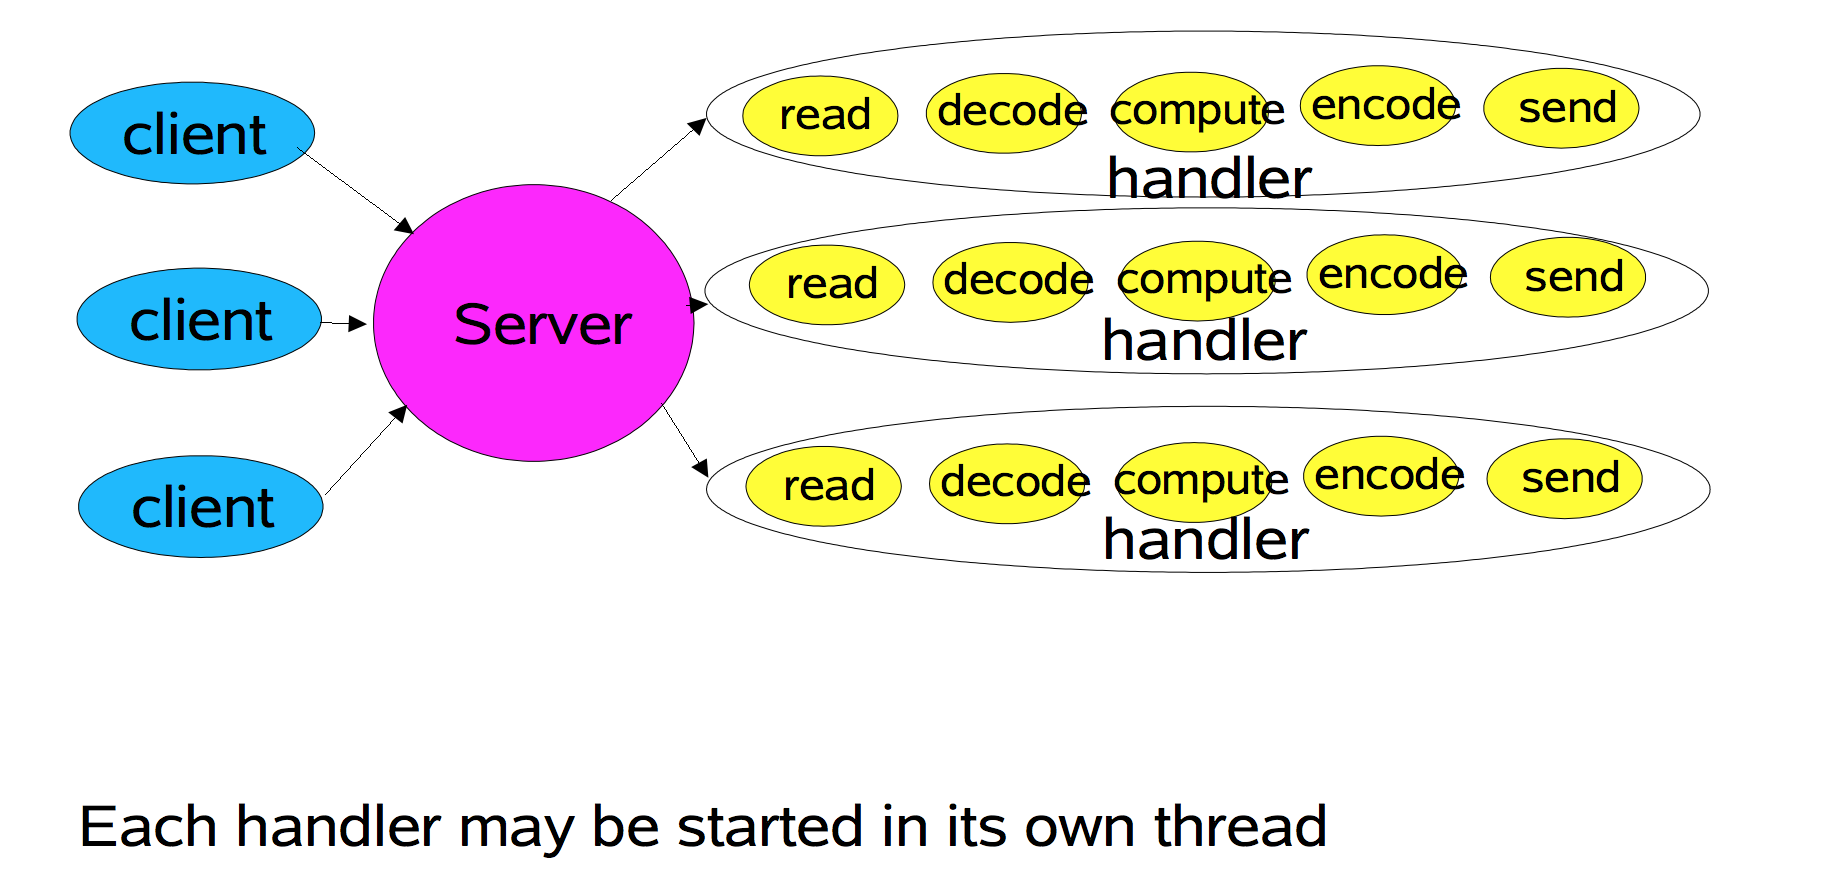 client
client
client
Server
read decode compute encode send
handler
read decode compute encode send
handler
read decode compute encode send
handler
Each handler may be started in its own thread